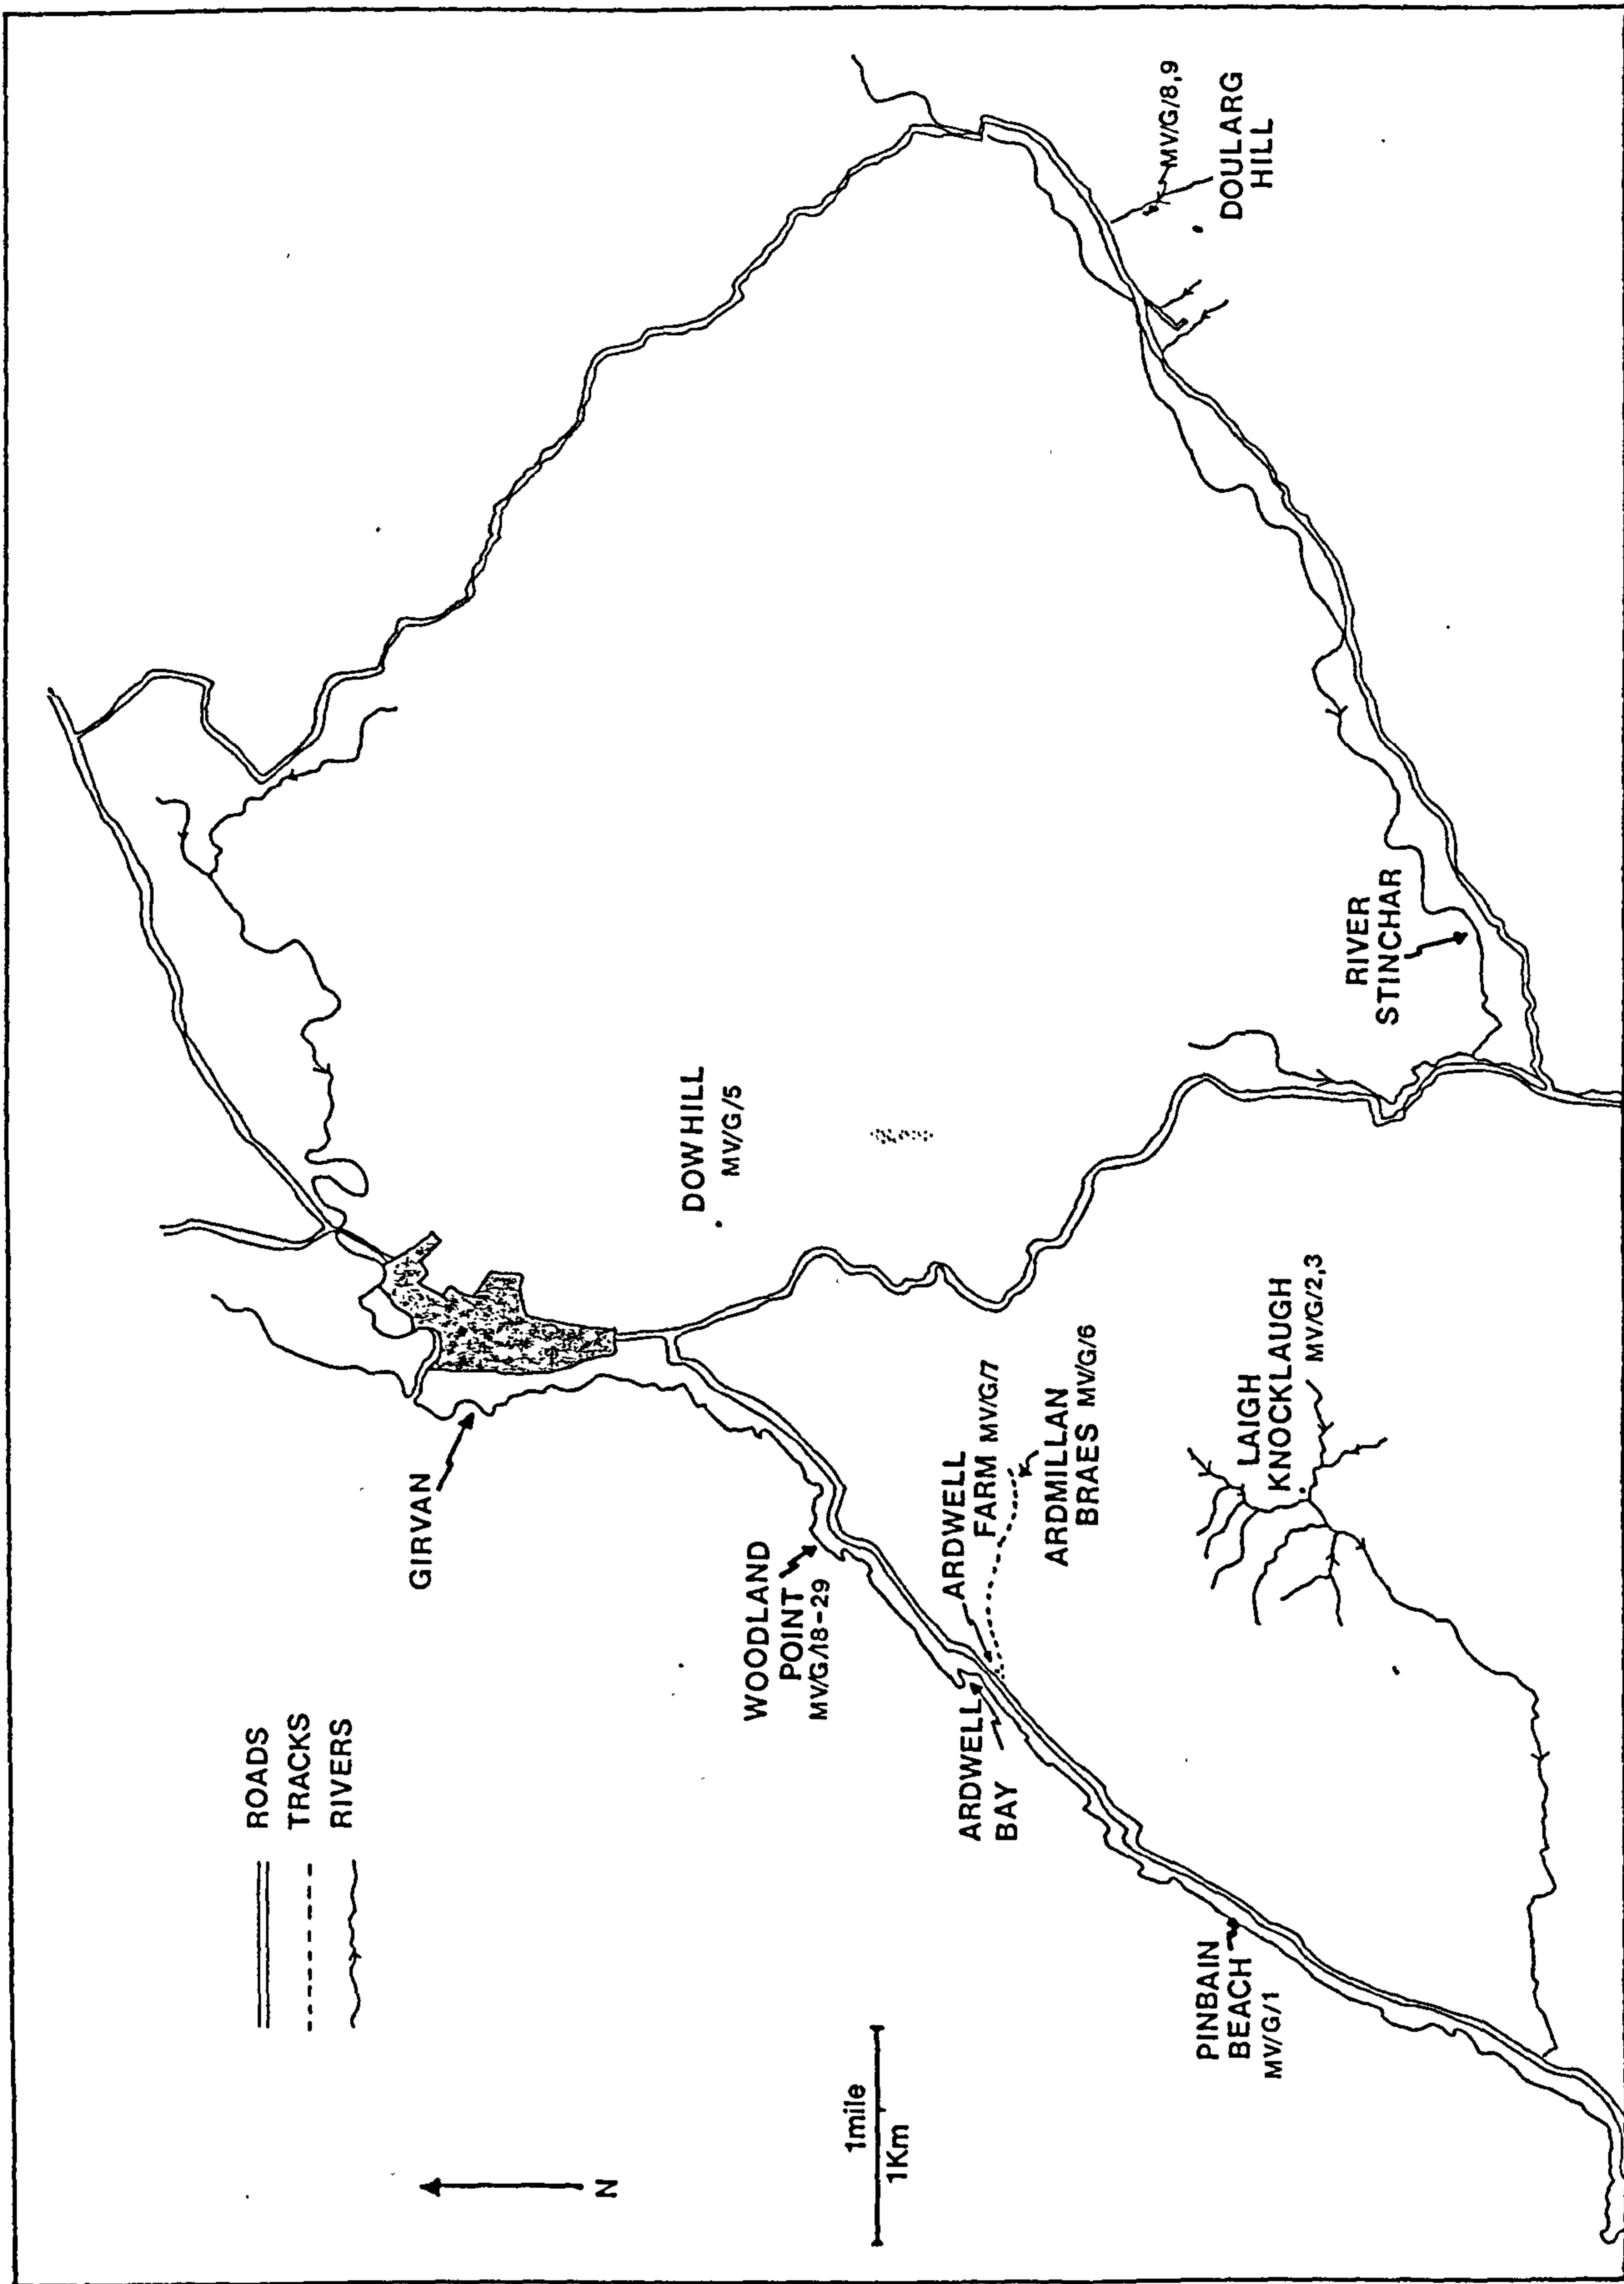 ROADS
TRACKS
RIVERS
N
1mile
1Km
GIRVAN
DOWHILL
MV/G/5
WOODLAND
POINT
MV/G/18-29
ARDWELL
FARM MV/G/7
ARDMILLAN
BRAES MV/G/6
ARDWELL
BAY
PINBAIN
BEACH
MV/G/1
LAIGH
KNOCKLAUGH
MV/G/2,3
RIVER
STINCHAR
MV/G/8,9
DOULARG
HILL